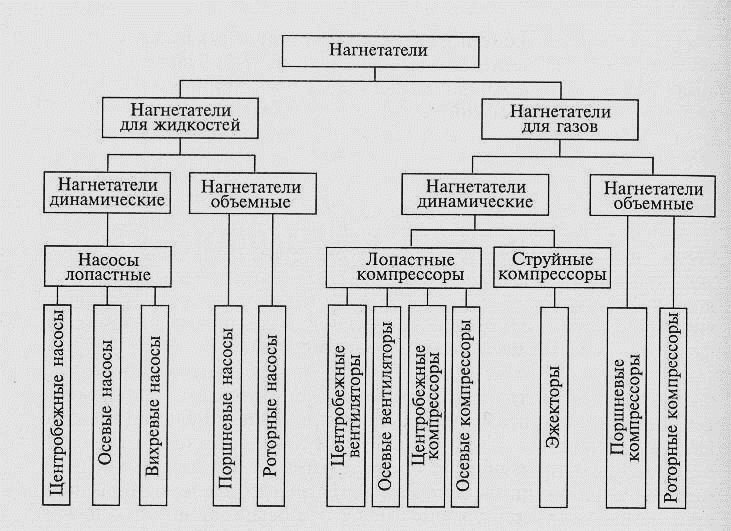 Нагнетатели
Нагнетатели
для жидкостей
Нагнетатели
для газов
Нагнетатели
динамические
Нагнетатели
объемные
Нагнетатели
динамические
Нагнетатели
объемные
Насосы
лопастные
Лопастные
компрессоры
Струйные
компрессоры
Центробежные насосы
Осевые насосы
Вихревые насосы
Поршневые насосы
Роторные насосы
Центробежные
вентиляторы
Осевые вентиляторы
Центробежные
компрессоры
Осевые компрессоры
Эжекторы
Поршневые
компрессоры
Роторные компрессоры